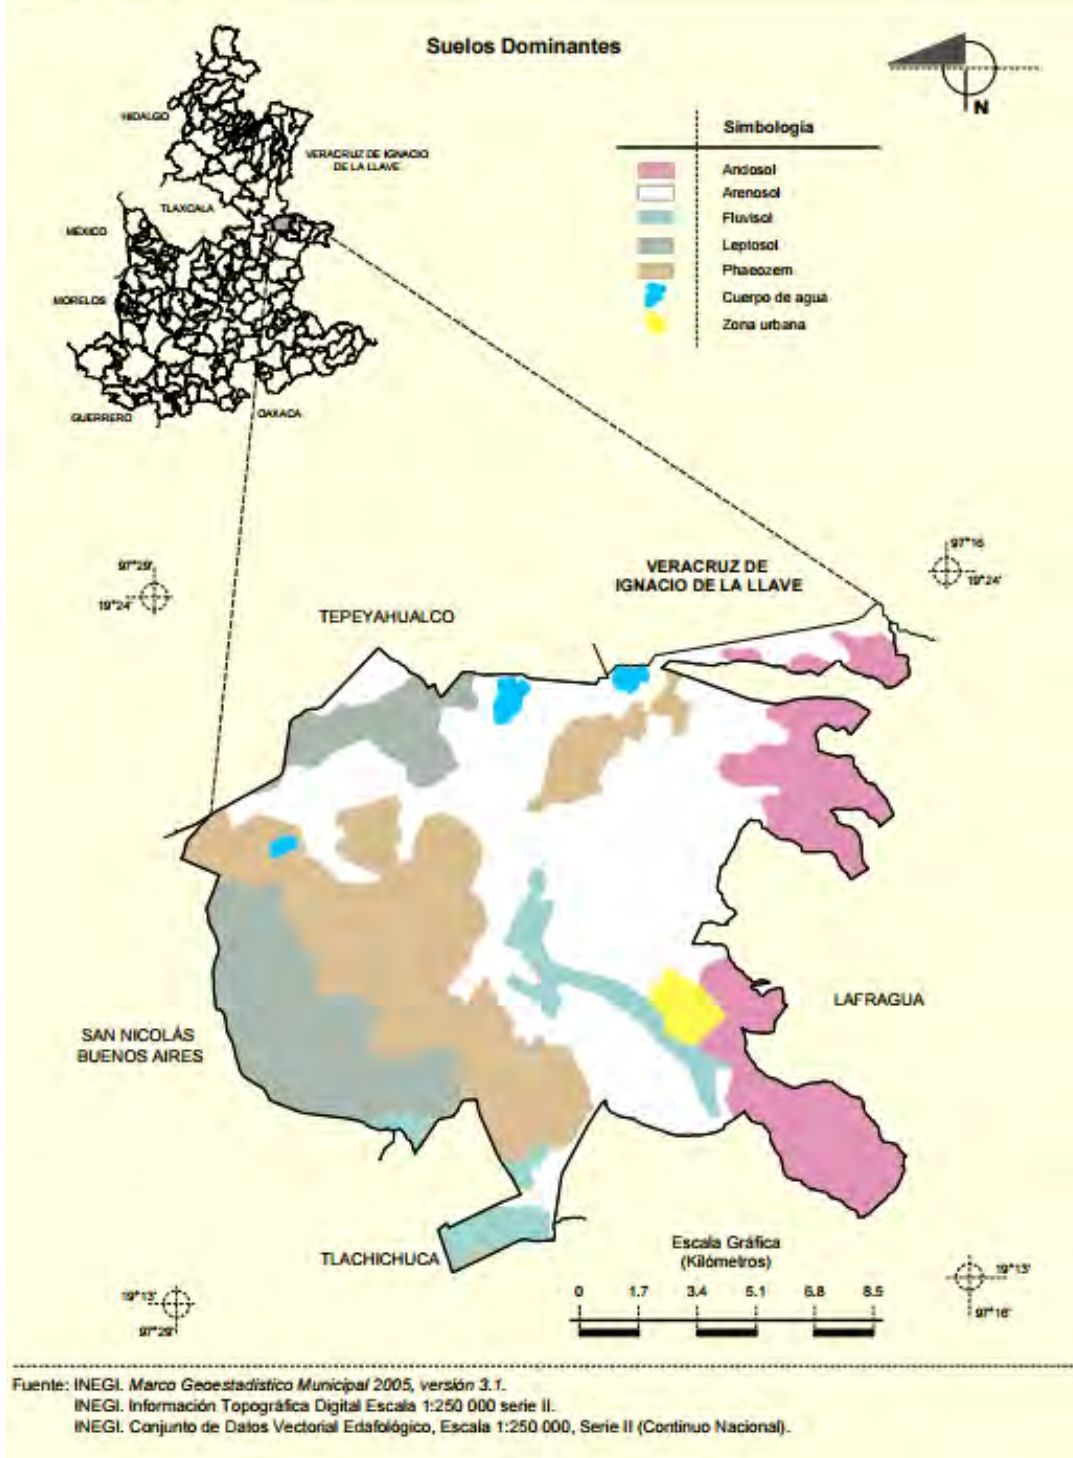 Suelos Dominantes
N
HIDALGO
VERACRUZ DE IGNACIO
DE LA LLAVE
TLAXCALA
MÉXICO
MORELOS
GUERRERO
OAXACA
Simbología
Andosol
Arenosol
Fluvisol
Leptosol
Phaeozem
Cuerpo de agua
Zona urbana
97°29'
19°24'
97°16
19°24'
VERACRUZ DE
IGNACIO DE LA LLAVE
TEPEYAHUALCO
LAFRAGUA
SAN NICOLÁS
BUENOS AIRES
TLACHICHUCA
Escala Gráfica
(Kilómetros)
0 1.7 3.4 5.1 6.8 8.5
19°13'
97°29'
19°13'
97°16'
Fuente: INEGI. Marco Geoestadístico Municipal 2005, versión 3.1.
INEGI. Información Topográfica Digital Escala 1:250 000 serie II.
INEGI. Conjunto de Datos Vectorial Edafológico, Escala 1:250 000, Serie II (Continuo Nacional).